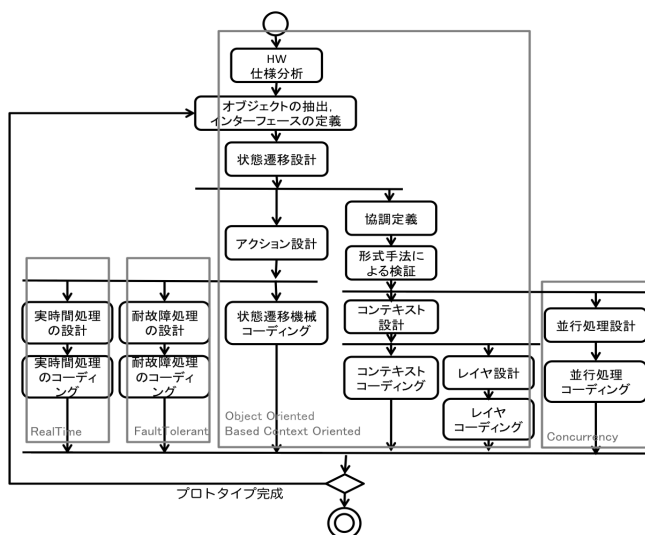 HW
仕様分析
オブジェクトの抽出,
インターフェースの定義
状態遷移設計
協調定義
アクション設計
形式手法に
よる検証
実時間処理
の設計
耐故障処理
の設計
状態遷移機械
コーディング
コンテキスト
設計
並行処理設計
実時間処理
のコーディ
ング
耐故障処理
のコーディ
ング
コンテキスト
コーディング
レイヤ設計
並行処理
コーディング
レイヤ
コーディング
RealTime
FaultTolerant
Object Oriented
Based Context Oriented
Concurrency
プロトタイプ完成